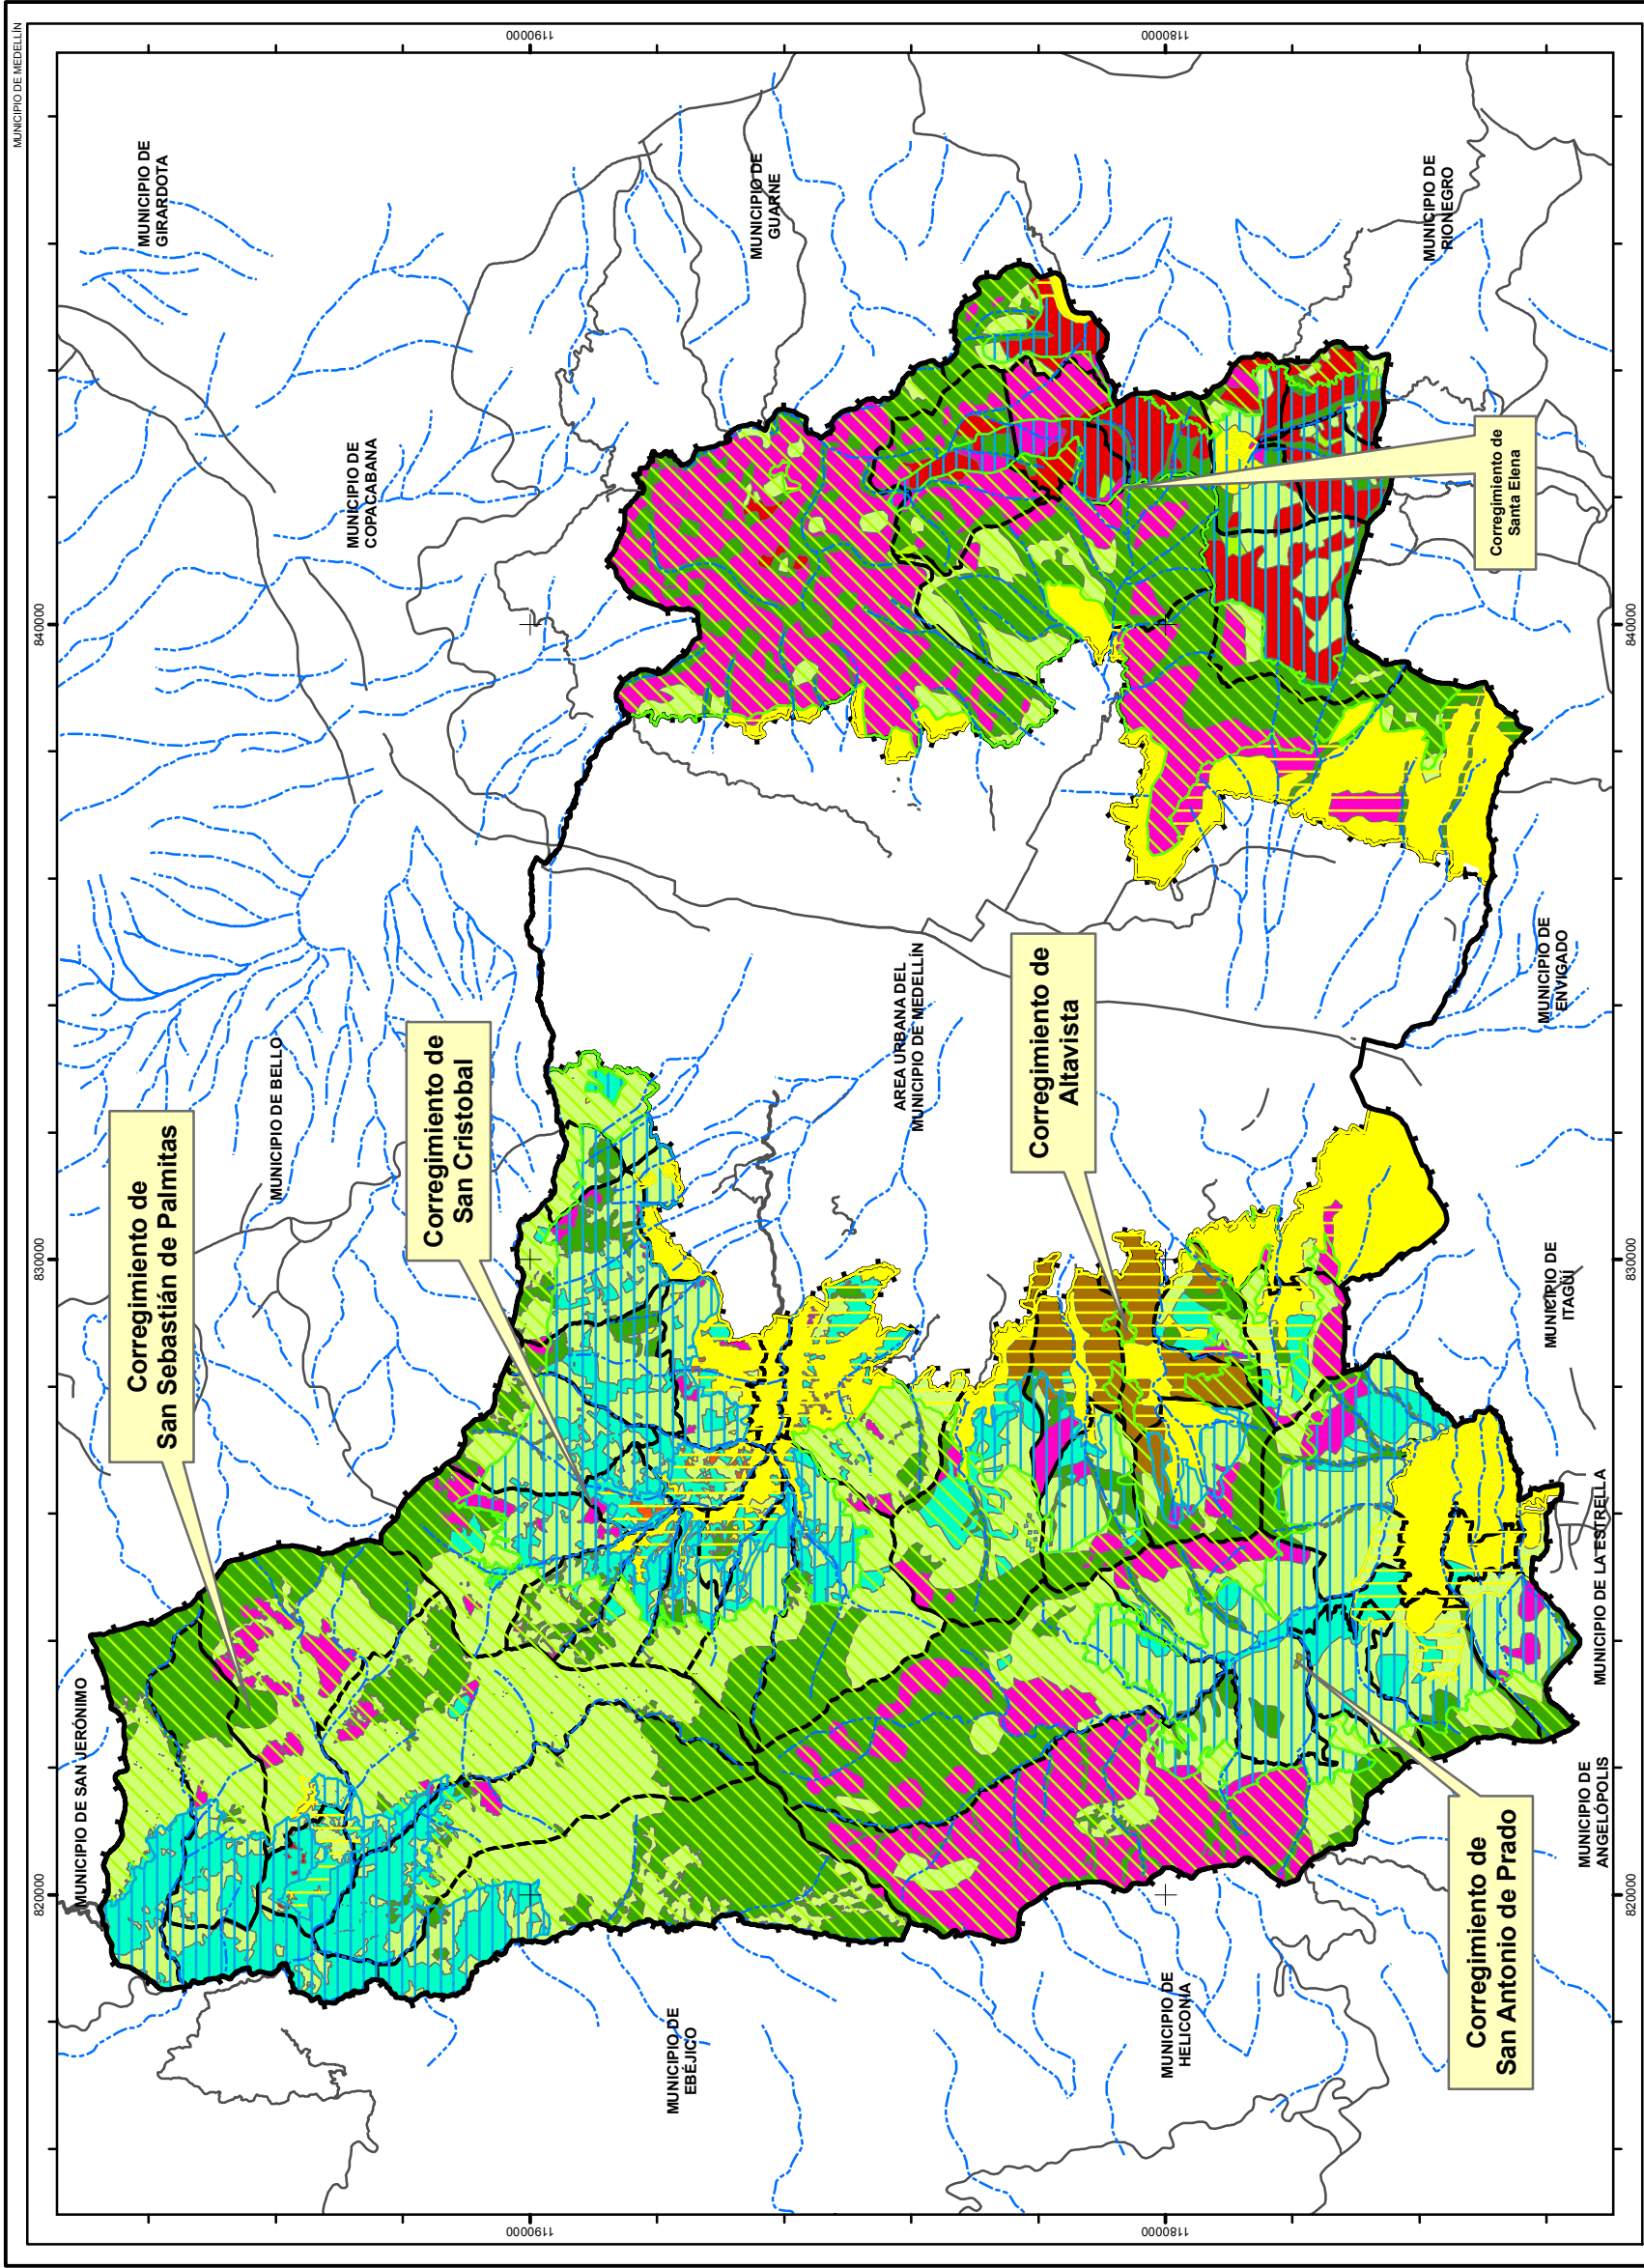 MUNICIPIO DE MEDELLÍN
820000
830000
840000
1190000
1180000
1190000
1180000
820000
830000
840000
MUNICIPIO DE SAN JERÓNIMO
Corregimiento de
San Sebastián de Palmitas
MUNICIPIO DE BELLO
Corregimiento de
San Cristobal
MUNICIPIO DE
COPACABANA
MUNICIPIO DE
GIRARDOTA
MUNICIPIO DE
GUARNE
MUNICIPIO DE
EBÉJICO
AREA URBANA DEL
MUNICIPIO DE MEDELLÍN
Corregimiento de
Altavista
MUNICIPIO DE
HELICONIA
MUNICIPIO DE
RIONEGRO
Corregimiento de
Santa Elena
Corregimiento de
San Antonio de Prado
MUNICIPIO DE
ANGELÓPOLIS
MUNICIPIO DE LA ESTRELLA
MUNICIPIO DE
ITAGÜÍ
MUNICIPIO DE
ENVIGADO